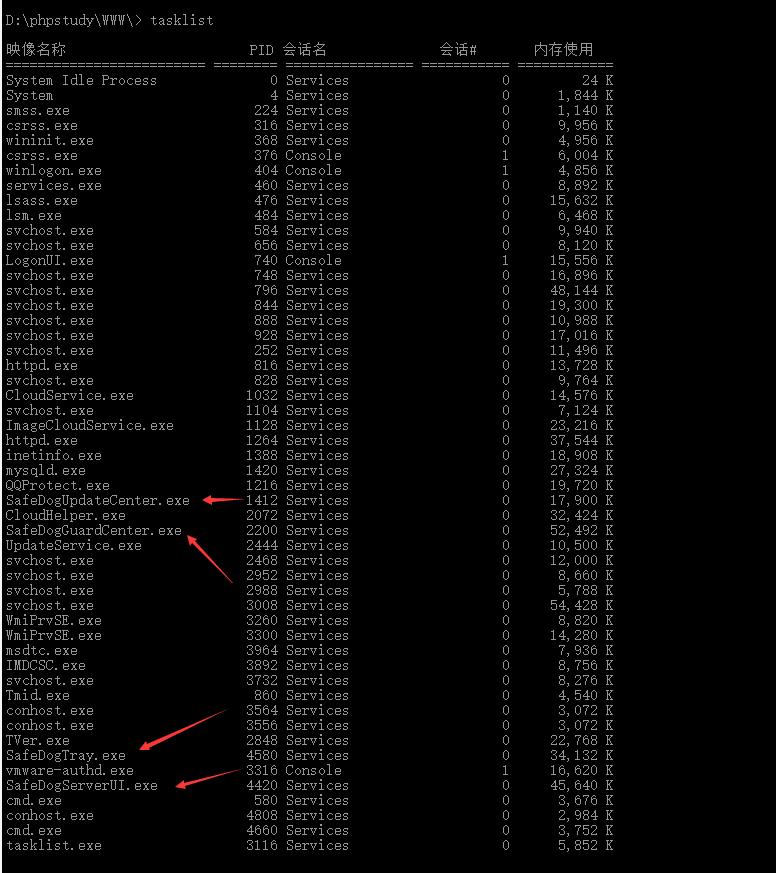 D:\phpstudy\WWW\> tasklist
映像名称 PID 会话名 会话# 内存使用
========================= ======== ================ =========== ============
System Idle Process 0 Services 0 24 K
System 4 Services 0 1,844 K
smss.exe 224 Services 0 1,140 K
csrss.exe 316 Services 0 9,956 K
wininit.exe 368 Services 0 4,956 K
csrss.exe 376 Console 1 6,004 K
winlogon.exe 404 Console 1 4,856 K
services.exe 460 Services 0 8,892 K
lsass.exe 476 Services 0 15,632 K
lsm.exe 484 Services 0 6,468 K
svchost.exe 584 Services 0 9,940 K
svchost.exe 656 Services 0 8,120 K
LogonUI.exe 740 Console 1 15,556 K
svchost.exe 748 Services 0 16,896 K
svchost.exe 796 Services 0 48,144 K
svchost.exe 844 Services 0 19,300 K
svchost.exe 888 Services 0 10,988 K
svchost.exe 928 Services 0 17,016 K
svchost.exe 252 Services 0 11,496 K
httpd.exe 816 Services 0 13,728 K
svchost.exe 828 Services 0 9,764 K
CloudService.exe 1032 Services 0 14,576 K
svchost.exe 1104 Services 0 7,124 K
ImageCloudService.exe 1128 Services 0 23,216 K
httpd.exe 1264 Services 0 37,544 K
inetinfo.exe 1388 Services 0 18,908 K
mysqld.exe 1420 Services 0 27,324 K
QQProtect.exe 1216 Services 0 19,720 K
SafeDogUpdateCenter.exe 1412 Services 0 17,900 K
CloudHelper.exe 2072 Services 0 32,424 K
SafeDogGuardCenter.exe 2200 Services 0 52,492 K
UpdateService.exe 2444 Services 0 10,500 K
svchost.exe 2468 Services 0 12,000 K
svchost.exe 2952 Services 0 8,660 K
svchost.exe 2988 Services 0 5,788 K
svchost.exe 3008 Services 0 54,428 K
WmiPrvSE.exe 3260 Services 0 8,820 K
WmiPrvSE.exe 3300 Services 0 14,280 K
msdtc.exe 3964 Services 0 7,936 K
IMDCSC.exe 3892 Services 0 8,756 K
svchost.exe 3732 Services 0 8,276 K
Tmid.exe 860 Services 0 4,540 K
conhost.exe 3564 Services 0 3,072 K
conhost.exe 3556 Services 0 3,072 K
TVer.exe 2848 Services 0 22,768 K
SafeDogTray.exe 4580 Services 0 34,132 K
vmware-authd.exe 3316 Console 1 16,620 K
SafeDogServerUI.exe 4420 Services 0 45,640 K
cmd.exe 580 Services 0 3,676 K
conhost.exe 4808 Services 0 2,984 K
cmd.exe 4660 Services 0 3,752 K
tasklist.exe 3116 Services 0 5,852 K